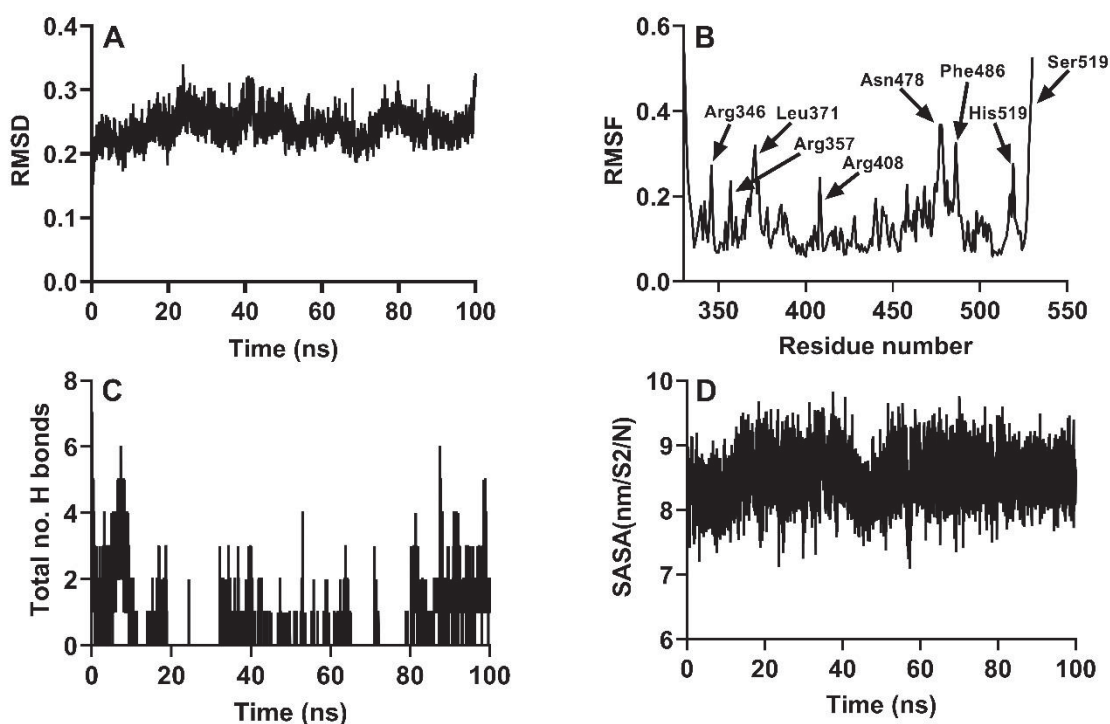 A
RMSD
0.4
0.3
0.2
0.1
0.0
0 20 40 60 80 100
Time (ns)
B
RMSF
0.6
0.4
0.2
0.0
Arg346
Leu371
Arg357
Arg408
Asn478
Phe486
His519
Ser519
350 400 450 500 550
Residue number
C
Total no. H bonds
8
6
4
2
0
0 20 40 60 80 100
Time (ns)
D
SASA(nm/S2/N)
10
9
8
7
6
0 20 40 60 80 100
Time (ns)